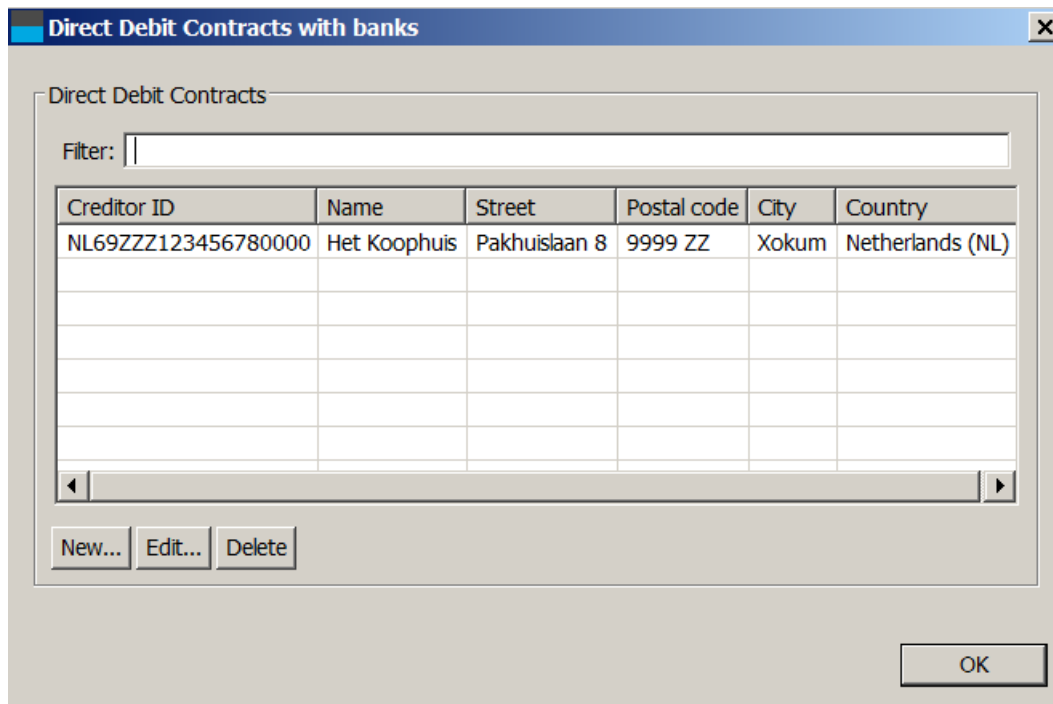 Direct Debit Contracts with banks
Direct Debit Contracts
Filter:
Creditor ID Name Street Postal code City Country
NL69ZZZ123456780000 Het Koophuis Pakhuislaan 8 9999 ZZ Xokum Netherlands (NL)
New... Edit... Delete
OK